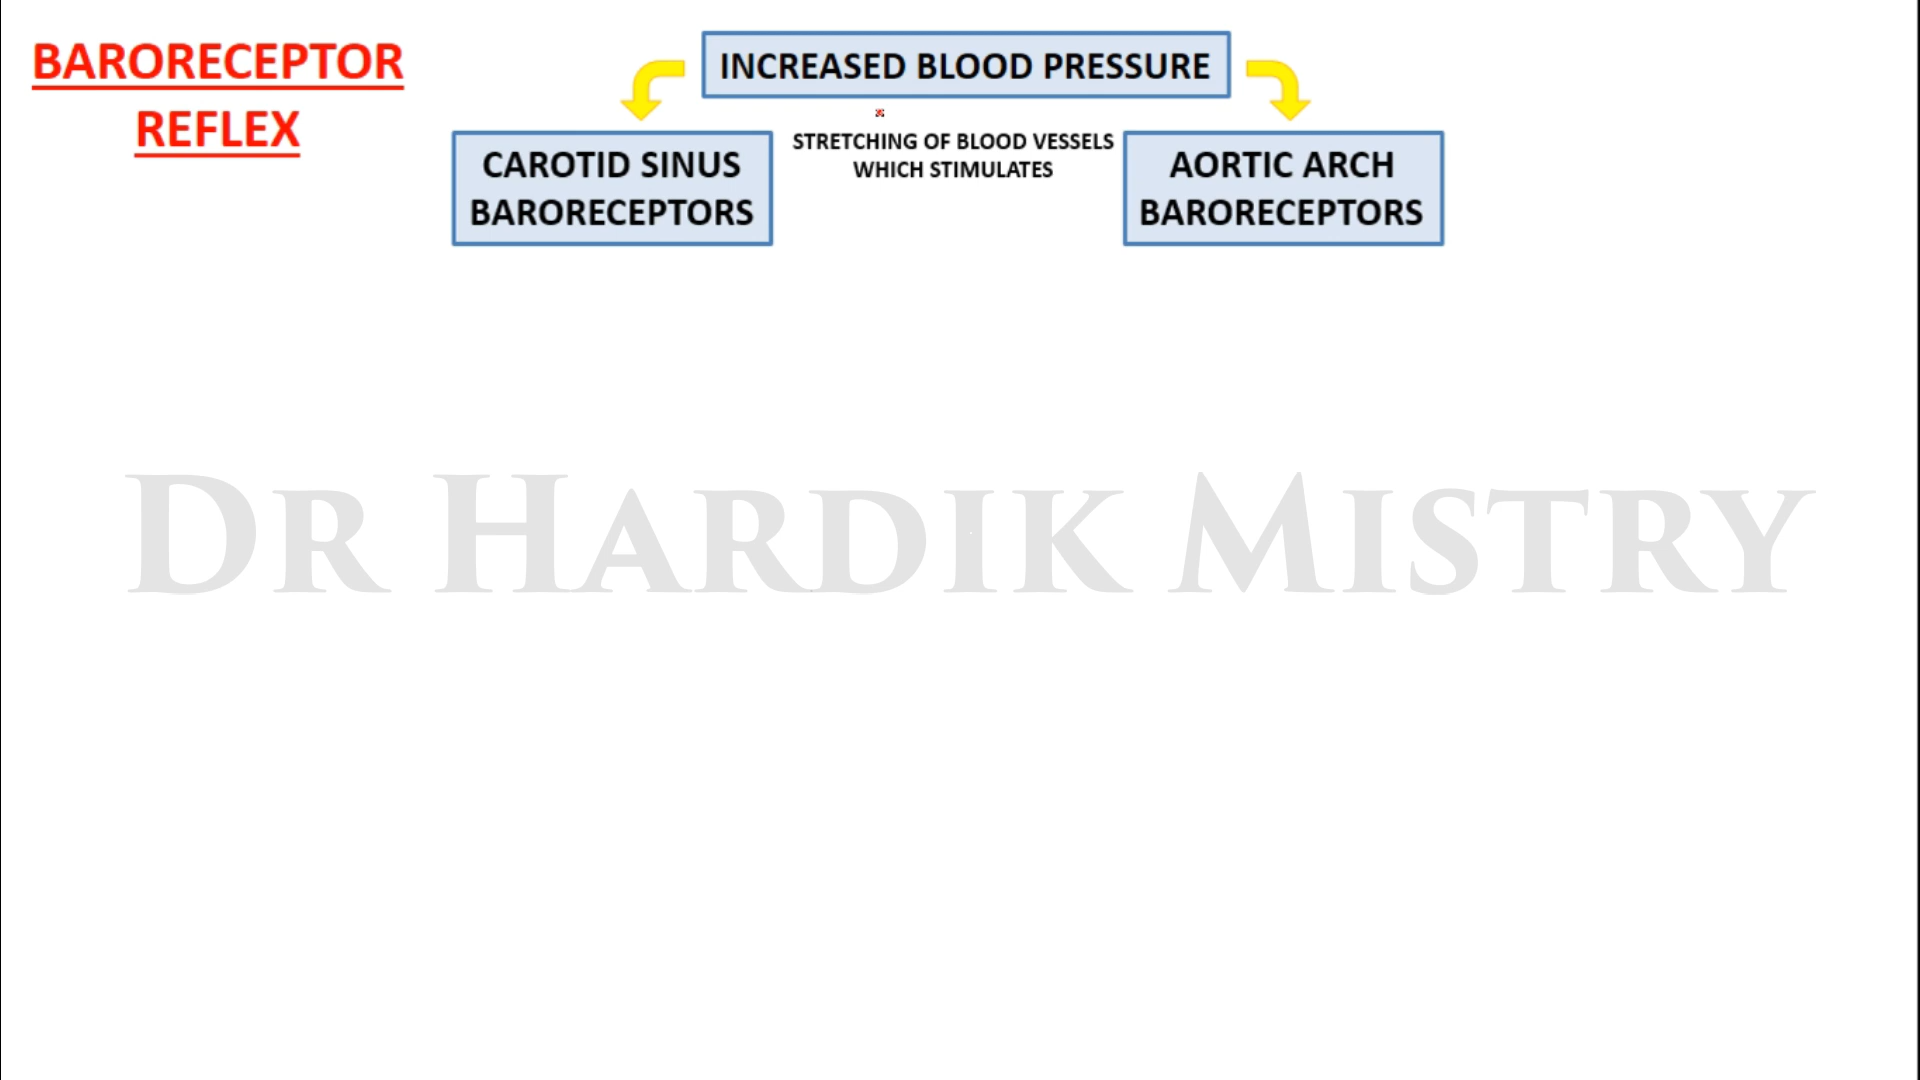 BARORECEPTOR
REFLEX
INCREASED BLOOD PRESSURE
STRETCHING OF BLOOD VESSELS
WHICH STIMULATES
CAROTID SINUS
BARORECEPTORS
AORTIC ARCH
BARORECEPTORS
DR HARDIK MISTRY